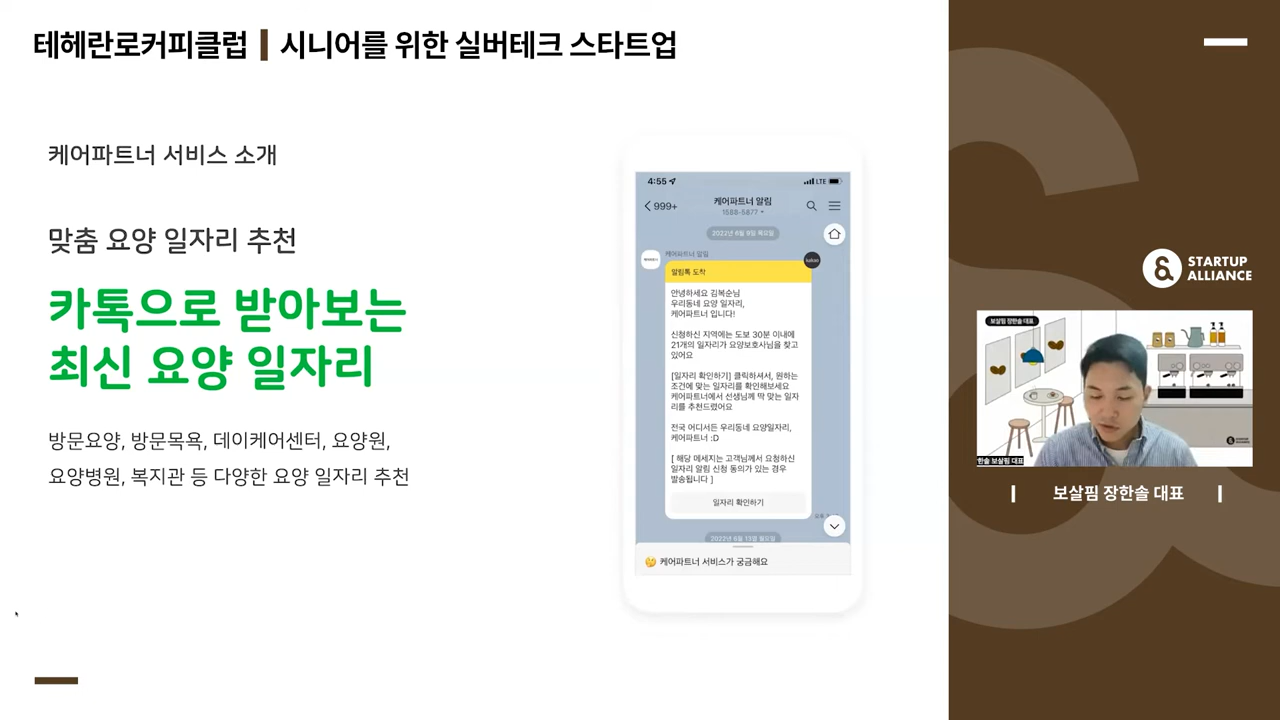 테헤란로커피클럽 | 시니어를 위한 실버테크 스타트업
케어파트너 서비스 소개
맞춤 요양 일자리 추천
카톡으로 받아보는
최신 요양 일자리
방문요양, 방문목욕, 데이케어센터, 요양원,
요양병원, 복지관 등 다양한 요양 일자리 추천
4:55
LTE
999+
케어파트너 알림
1588-5877
2022년 6월 9일 목요일
케어파트너 알림
kakao
알림톡 도착
안녕하세요 김복순님
우리동네 요양 일자리,
케어파트너 입니다!
신청하신 지역에는 도보 30분 이내에
21개의 일자리가 요양보호사님을 찾고
있어요
[일자리 확인하기] 클릭하셔서, 원하는
조건에 맞는 일자리를 확인해보세요
케어파트너에서 선생님께 딱 맞는 일자
리를 추천드렸어요
전국 어디서든 우리동네 요양일자리,
케어파트너 :D
[ 해당 메세지는 고객님께서 요청하신
일자리 알림 신청 동의가 있는 경우
발송됩니다 ]
일자리 확인하기
2022년 6월 13일 월요일
케어파트너 서비스가 궁금해요
STARTUP
ALLIANCE
보살핌 장한솔 대표
한솔 보살핌 대표
| 보살핌 장한솔 대표 |